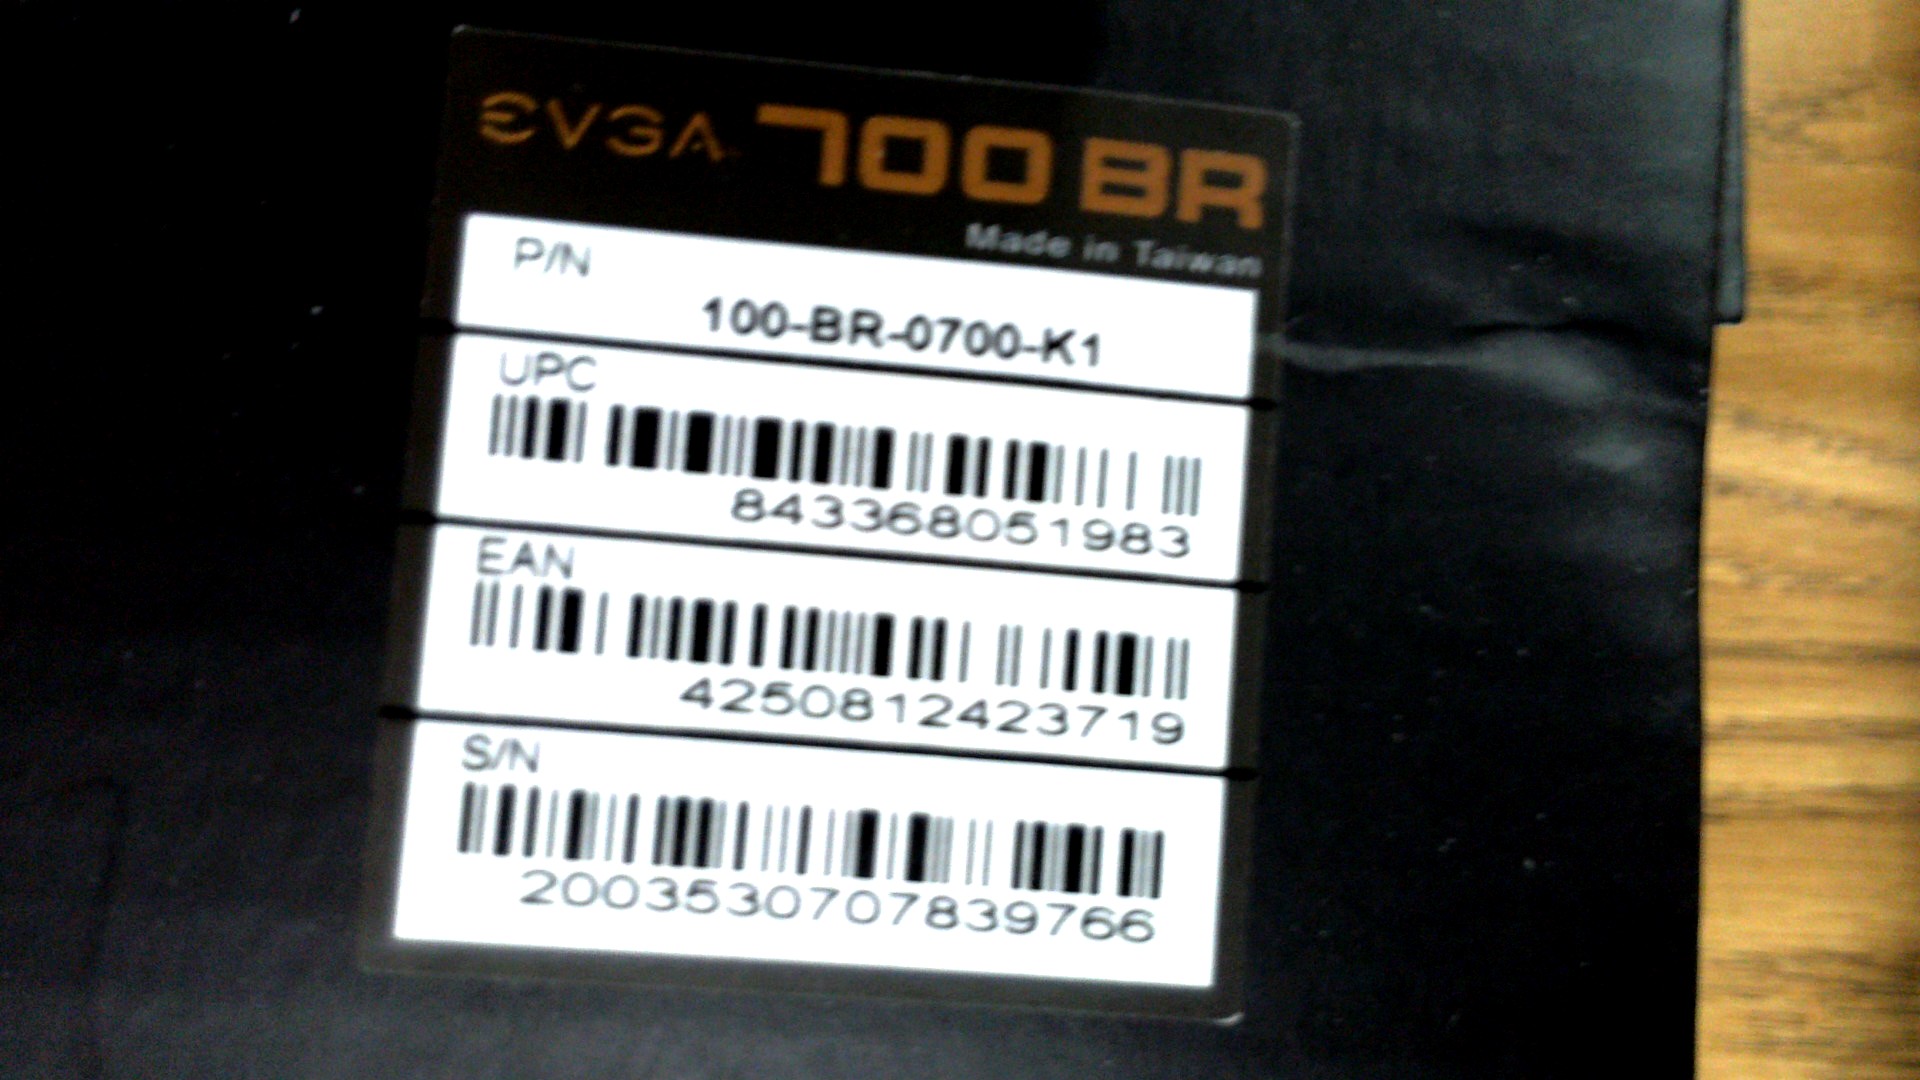 EVGA 700 BR
Made in Taiwan
P/N
100-BR-0700-K1
UPC
843368051983
EAN
4250812423719
S/N
2003530707839766